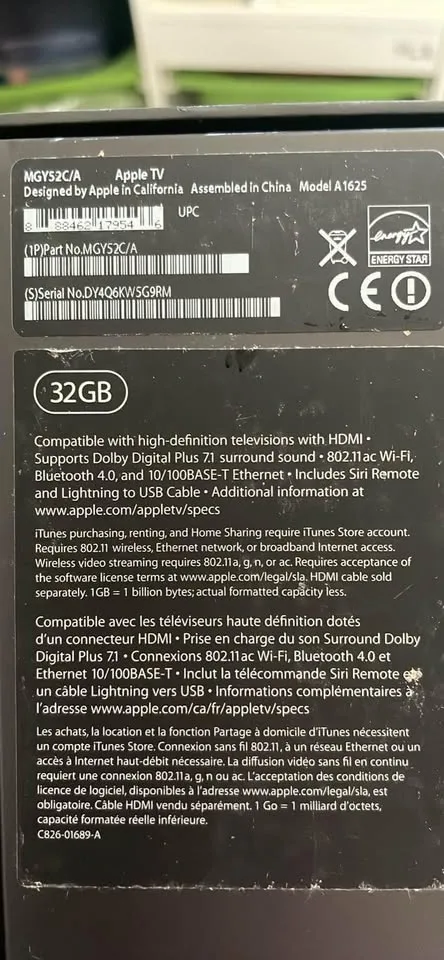 MGY52C/A Apple TV
Designed by Apple in California Assembled in China Model A1625
8 88462 17954 6 UPC
(1P)Part No.MGY52C/A
energy
ENERGY STAR
(S)Serial No.DY4Q6KW5G9RM
CE
32GB
Compatible with high-definition televisions with HDMI •
Supports Dolby Digital Plus 7.1 surround sound • 802.11ac Wi-Fi,
Bluetooth 4.0, and 10/100BASE-T Ethernet • Includes Siri Remote
and Lightning to USB Cable • Additional information at
www.apple.com/appletv/specs
iTunes purchasing, renting, and Home Sharing require iTunes Store account.
Requires 802.11 wireless, Ethernet network, or broadband Internet access.
Wireless video streaming requires 802.11a, g, n, or ac. Requires acceptance of
the software license terms at www.apple.com/legal/sla. HDMI cable sold
separately. 1GB = 1 billion bytes; actual formatted capacity less.
Compatible avec les téléviseurs haute définition dotés
d'un connecteur HDMI • Prise en charge du son Surround Dolby
Digital Plus 7.1 • Connexions 802.11ac Wi-Fi, Bluetooth 4.0 et
Ethernet 10/100BASE-T • Inclut la télécommande Siri Remote et
un câble Lightning vers USB • Informations complémentaires à
l'adresse www.apple.com/ca/fr/appletv/specs
Les achats, la location et la fonction Partage à domicile d'iTunes nécessitent
un compte iTunes Store. Connexion sans fil 802.11, à un réseau Ethernet ou un
accès à Internet haut-débit nécessaire. La diffusion vidéo sans fil en continu
requiert une connexion 802.11a, g, n ou ac. L'acceptation des conditions de
licence de logiciel, disponibles à l'adresse www.apple.com/legal/sla, est
obligatoire. Câble HDMI vendu séparément. 1 Go = 1 milliard d'octets,
capacité formatée réelle inférieure.
C826-01689-A